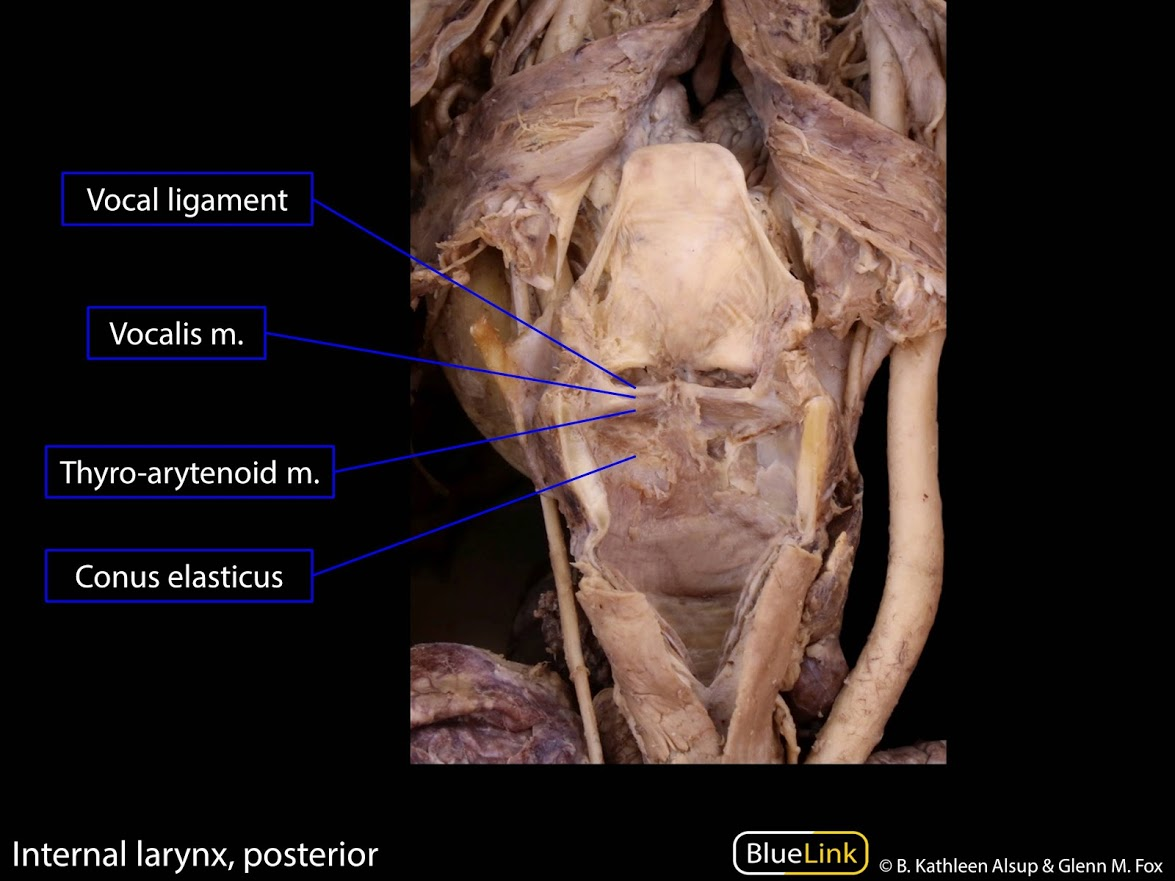 Vocal ligament
Vocalis m.
Thyro-arytenoid m.
Conus elasticus
Internal larynx, posterior
BlueLink
© B. Kathleen Alsup & Glenn M. Fox